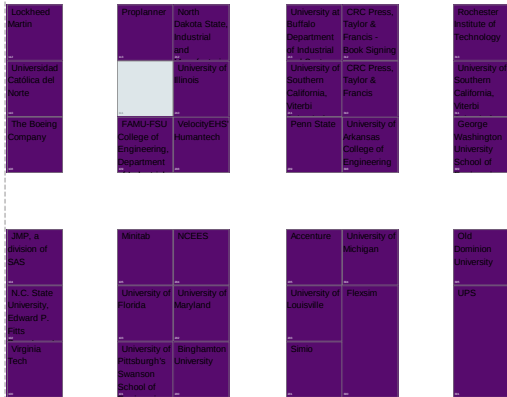 Lockheed
Martin
Proplanner
North
Dakota State,
Industrial
and
University at
Buffalo
Department
of Industrial
CRC Press,
Taylor &
Francis -
Book Signing
Rochester
Institute of
Technology
Universidad
Católica del
Norte
University of
Illinois
University of
Southern
California,
Viterbi
CRC Press,
Taylor &
Francis
University of
Southern
California,
Viterbi
The Boeing
Company
FAMU-FSU
College of
Engineering,
Department
VelocityEHS
Humantech
Penn State
University of
Arkansas
College of
Engineering
George
Washington
University
School of
JMP, a
division of
SAS
Minitab
NCEES
Accenture
University of
Michigan
Old
Dominion
University
N.C. State
University,
Edward P.
Fitts
University of
Florida
University of
Maryland
University of
Louisville
Flexsim
UPS
Virginia
Tech
University of
Pittsburgh's
Swanson
School of
Binghamton
University
Simio